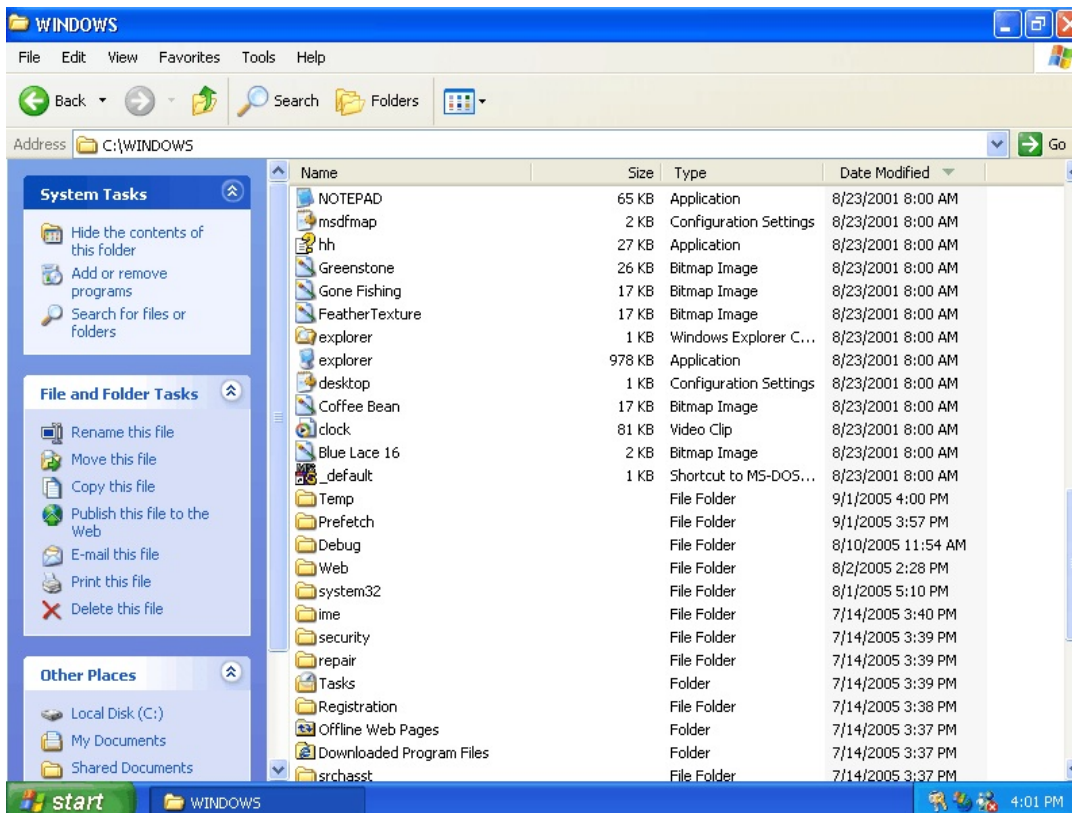 WINDOWS
File Edit View Favorites Tools Help
Back Search Folders
Address C:\WINDOWS Go
System Tasks
Hide the contents of
this folder
Add or remove
programs
Search for files or
folders
File and Folder Tasks
Rename this file
Move this file
Copy this file
Publish this file to the
Web
E-mail this file
Print this file
Delete this file
Other Places
Local Disk (C:)
My Documents
Shared Documents
Name Size Type Date Modified
NOTEPAD 65 KB Application 8/23/2001 8:00 AM
msdfmap 2 KB Configuration Settings 8/23/2001 8:00 AM
hh 27 KB Application 8/23/2001 8:00 AM
Greenstone 26 KB Bitmap Image 8/23/2001 8:00 AM
Gone Fishing 17 KB Bitmap Image 8/23/2001 8:00 AM
FeatherTexture 17 KB Bitmap Image 8/23/2001 8:00 AM
explorer 1 KB Windows Explorer C... 8/23/2001 8:00 AM
explorer 978 KB Application 8/23/2001 8:00 AM
desktop 1 KB Configuration Settings 8/23/2001 8:00 AM
Coffee Bean 17 KB Bitmap Image 8/23/2001 8:00 AM
clock 81 KB Video Clip 8/23/2001 8:00 AM
Blue Lace 16 2 KB Bitmap Image 8/23/2001 8:00 AM
_default 1 KB Shortcut to MS-DOS... 8/23/2001 8:00 AM
Temp File Folder 9/1/2005 4:00 PM
Prefetch File Folder 9/1/2005 3:57 PM
Debug File Folder 8/10/2005 11:54 AM
Web File Folder 8/2/2005 2:28 PM
system32 File Folder 8/1/2005 5:10 PM
ime File Folder 7/14/2005 3:40 PM
security File Folder 7/14/2005 3:39 PM
repair File Folder 7/14/2005 3:39 PM
Tasks Folder 7/14/2005 3:39 PM
Registration File Folder 7/14/2005 3:38 PM
Offline Web Pages Folder 7/14/2005 3:37 PM
Downloaded Program Files Folder 7/14/2005 3:37 PM
srchasst File Folder 7/14/2005 3:37 PM
start WINDOWS 4:01 PM